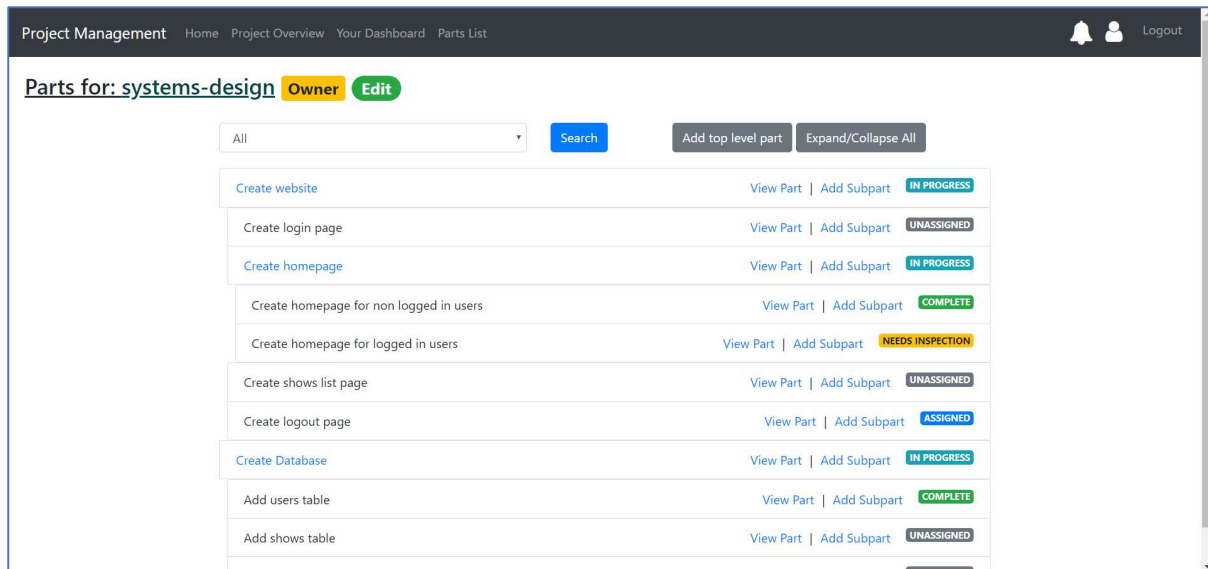 Project Management Home Project Overview Your Dashboard Parts List Logout
Parts for: systems-design Owner Edit
All Search Add top level part Expand/Collapse All
Create website View Part | Add Subpart IN PROGRESS
Create login page View Part | Add Subpart UNASSIGNED
Create homepage View Part | Add Subpart IN PROGRESS
Create homepage for non logged in users View Part | Add Subpart COMPLETE
Create homepage for logged in users View Part | Add Subpart NEEDS INSPECTION
Create shows list page View Part | Add Subpart UNASSIGNED
Create logout page View Part | Add Subpart ASSIGNED
Create Database View Part | Add Subpart IN PROGRESS
Add users table View Part | Add Subpart COMPLETE
Add shows table View Part | Add Subpart UNASSIGNED